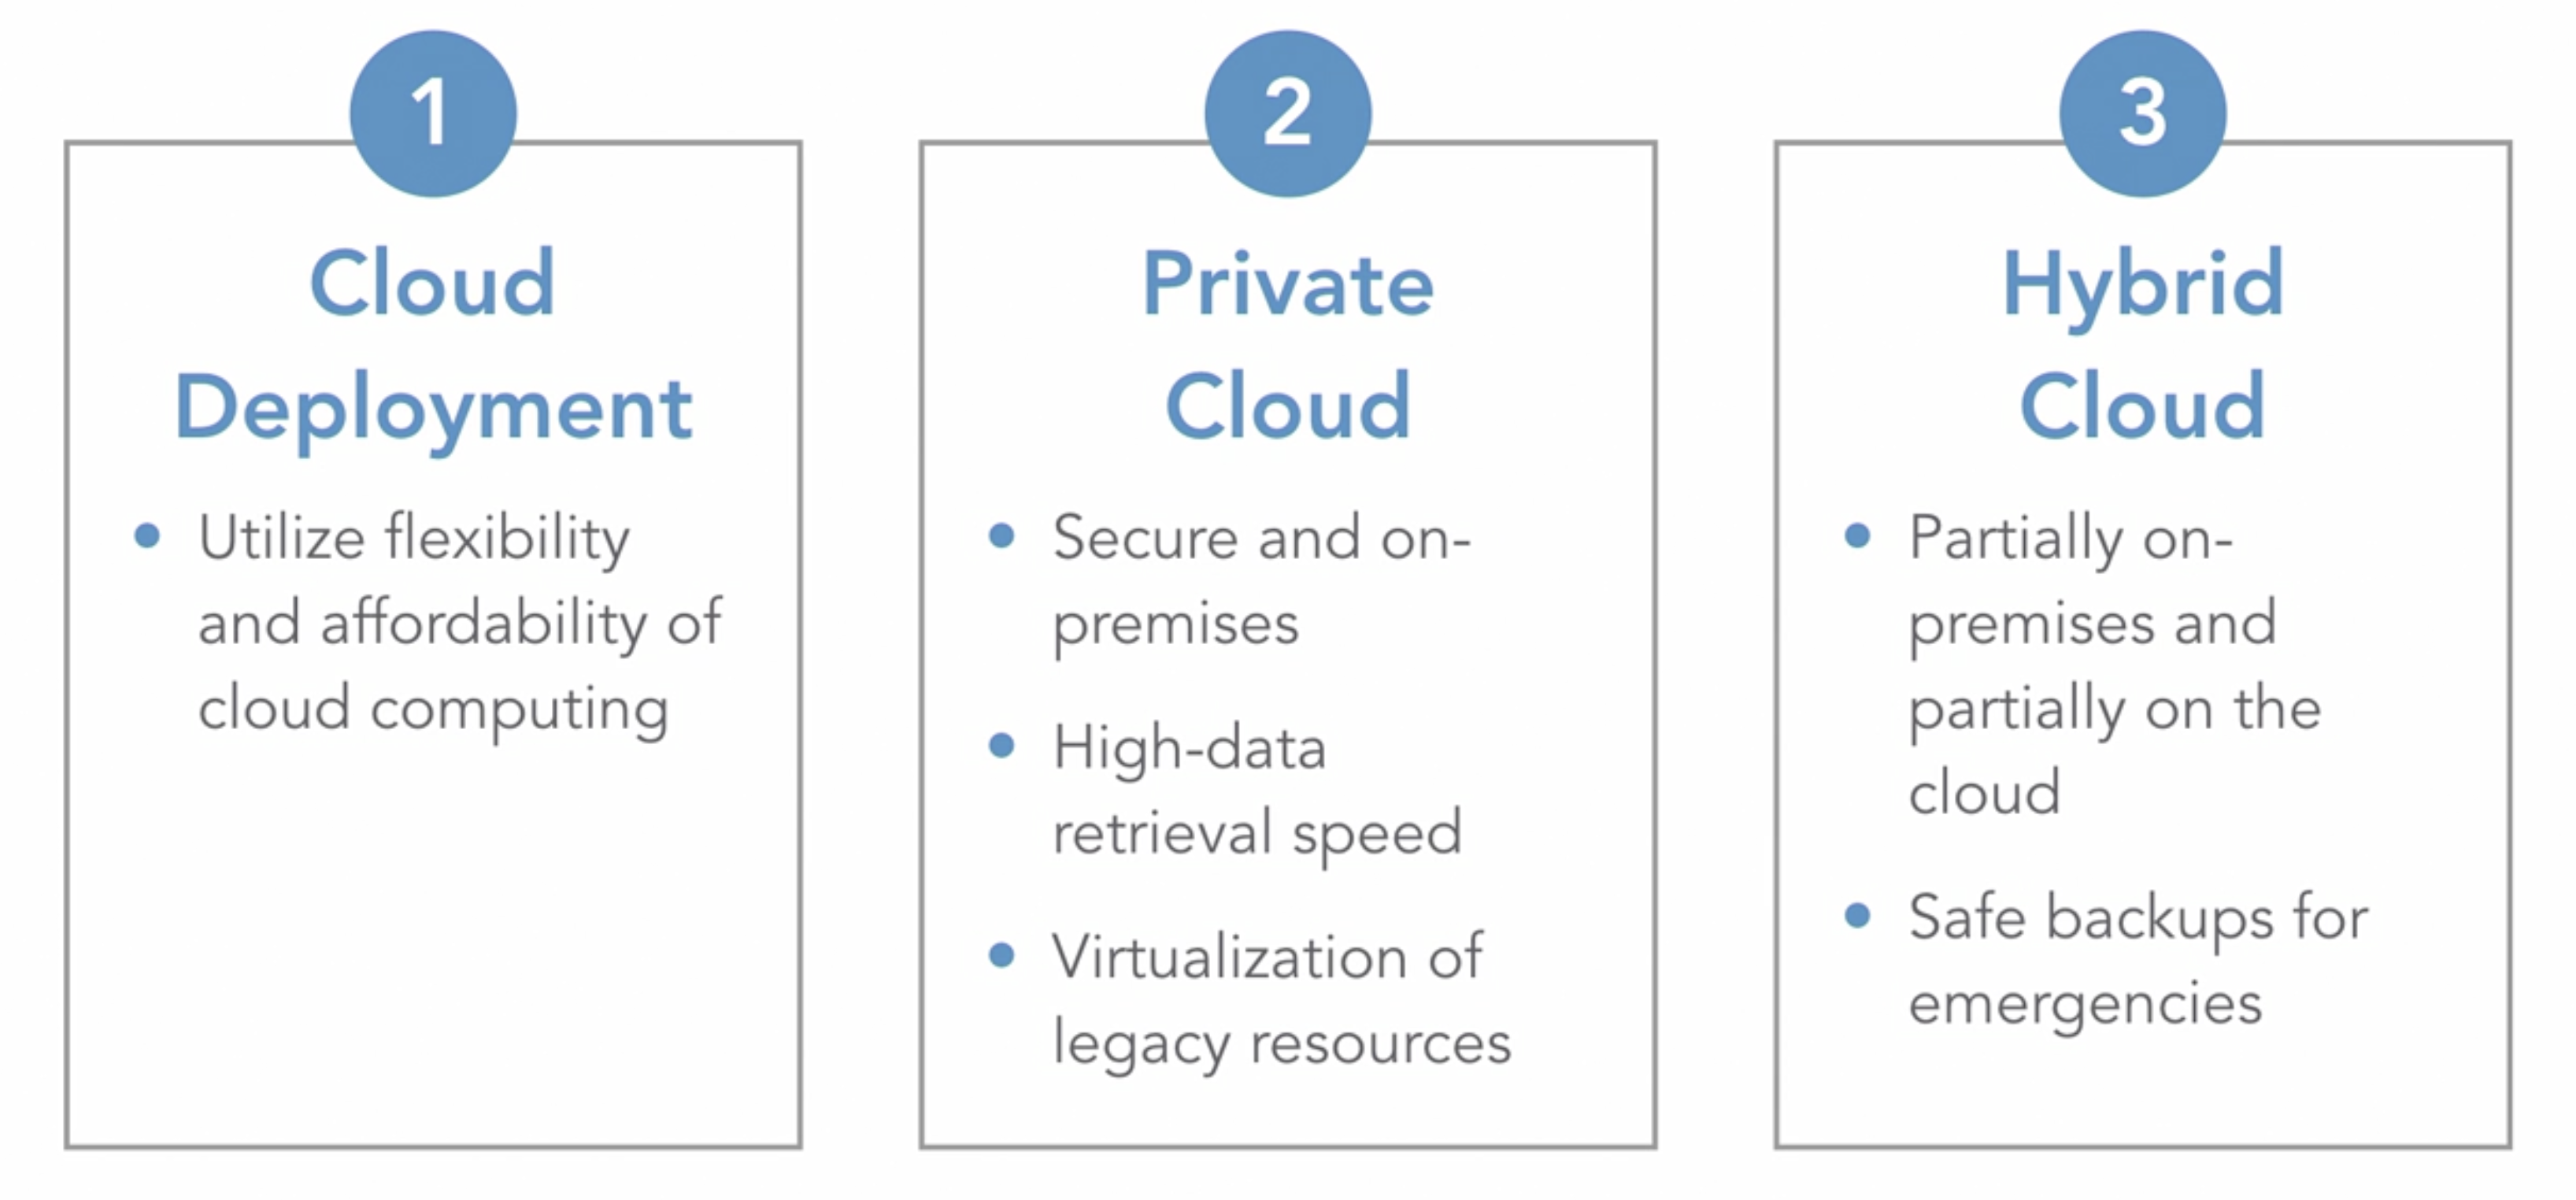 1
Cloud
Deployment
Utilize flexibility
and affordability of
cloud computing
2
Private
Cloud
Secure and on-
premises
High-data
retrieval speed
Virtualization of
legacy resources
3
Hybrid
Cloud
Partially on-
premises and
partially on the
cloud
Safe backups for
emergencies